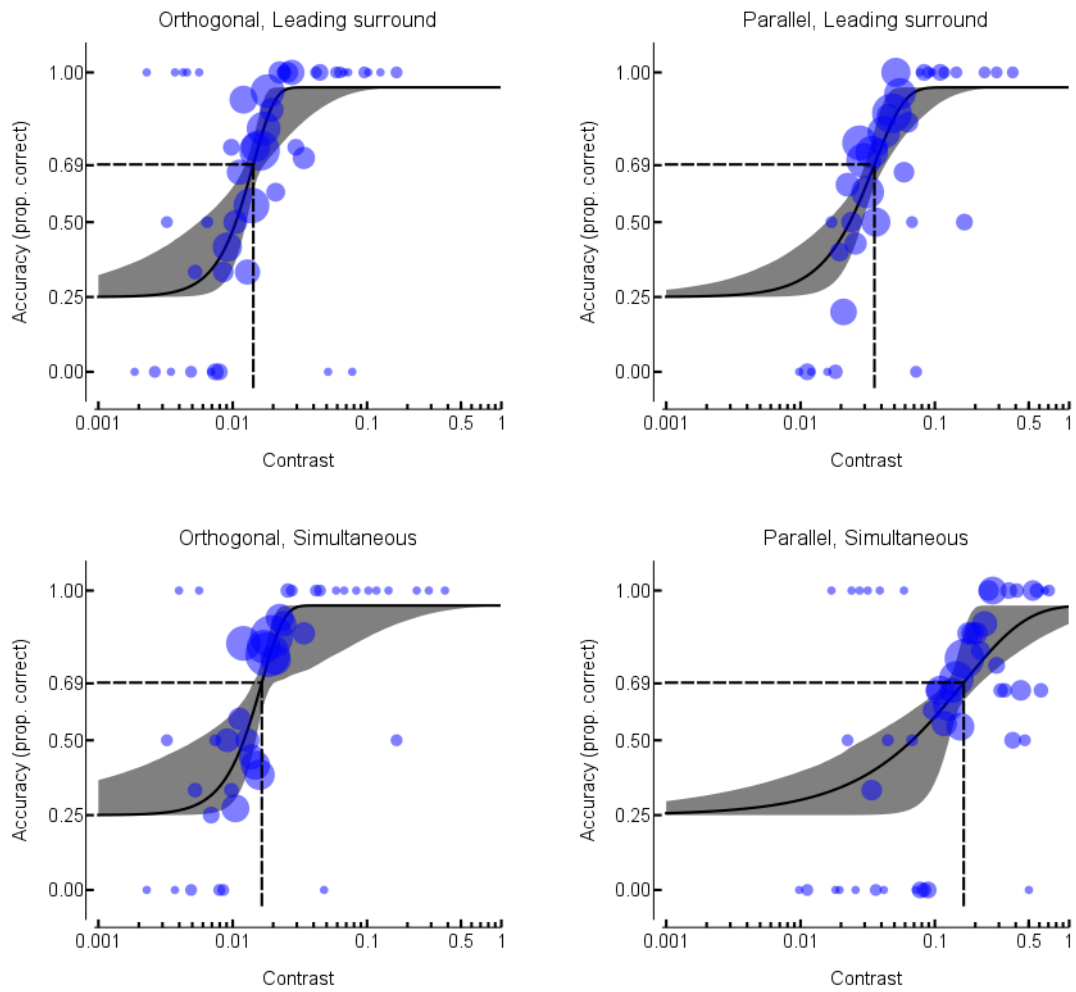 Orthogonal, Leading surround
Accuracy (prop. correct)
1.00
0.69
0.50
0.25
0.00
0.001 0.01 0.1 0.5 1
Contrast
Parallel, Leading surround
Accuracy (prop. correct)
1.00
0.69
0.50
0.25
0.00
0.001 0.01 0.1 0.5 1
Contrast
Orthogonal, Simultaneous
Accuracy (prop. correct)
1.00
0.69
0.50
0.25
0.00
0.001 0.01 0.1 0.5 1
Contrast
Parallel, Simultaneous
Accuracy (prop. correct)
1.00
0.69
0.50
0.25
0.00
0.001 0.01 0.1 0.5 1
Contrast